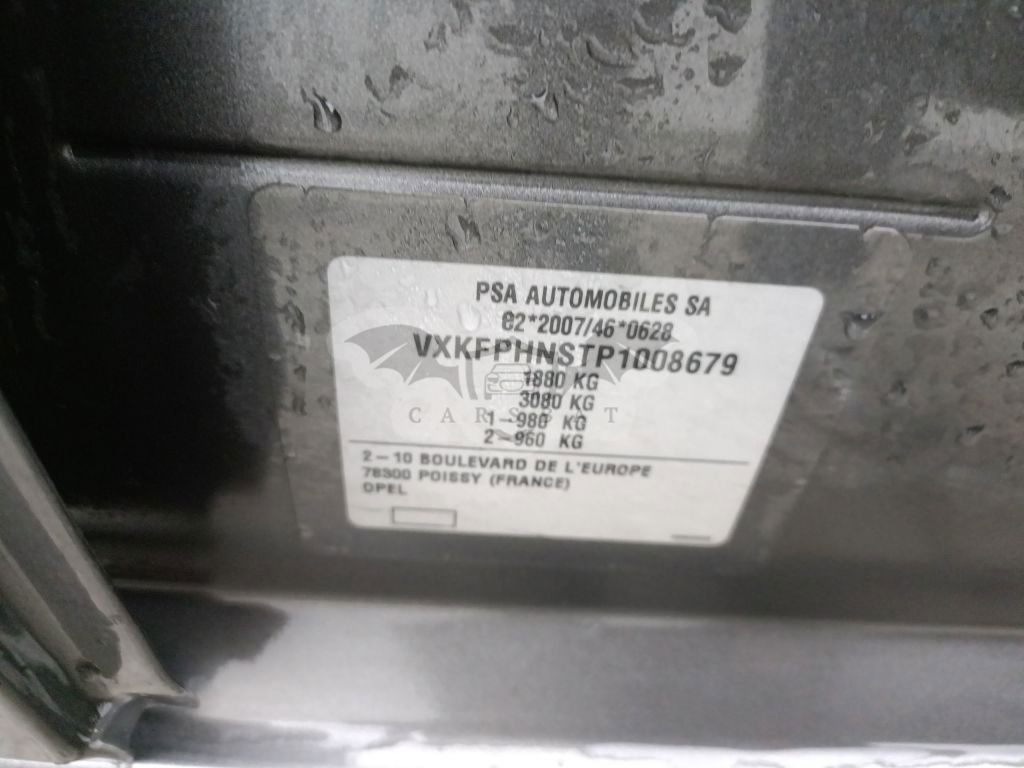 PSA AUTOMOBILES SA
e2*2007/46*0628
VXKFPHNSTP1008679
1880 KG
3080 KG
1-980 KG
2-960 KG
2-10 BOULEVARD DE L'EUROPE
78300 POISSY (FRANCE)
OPEL